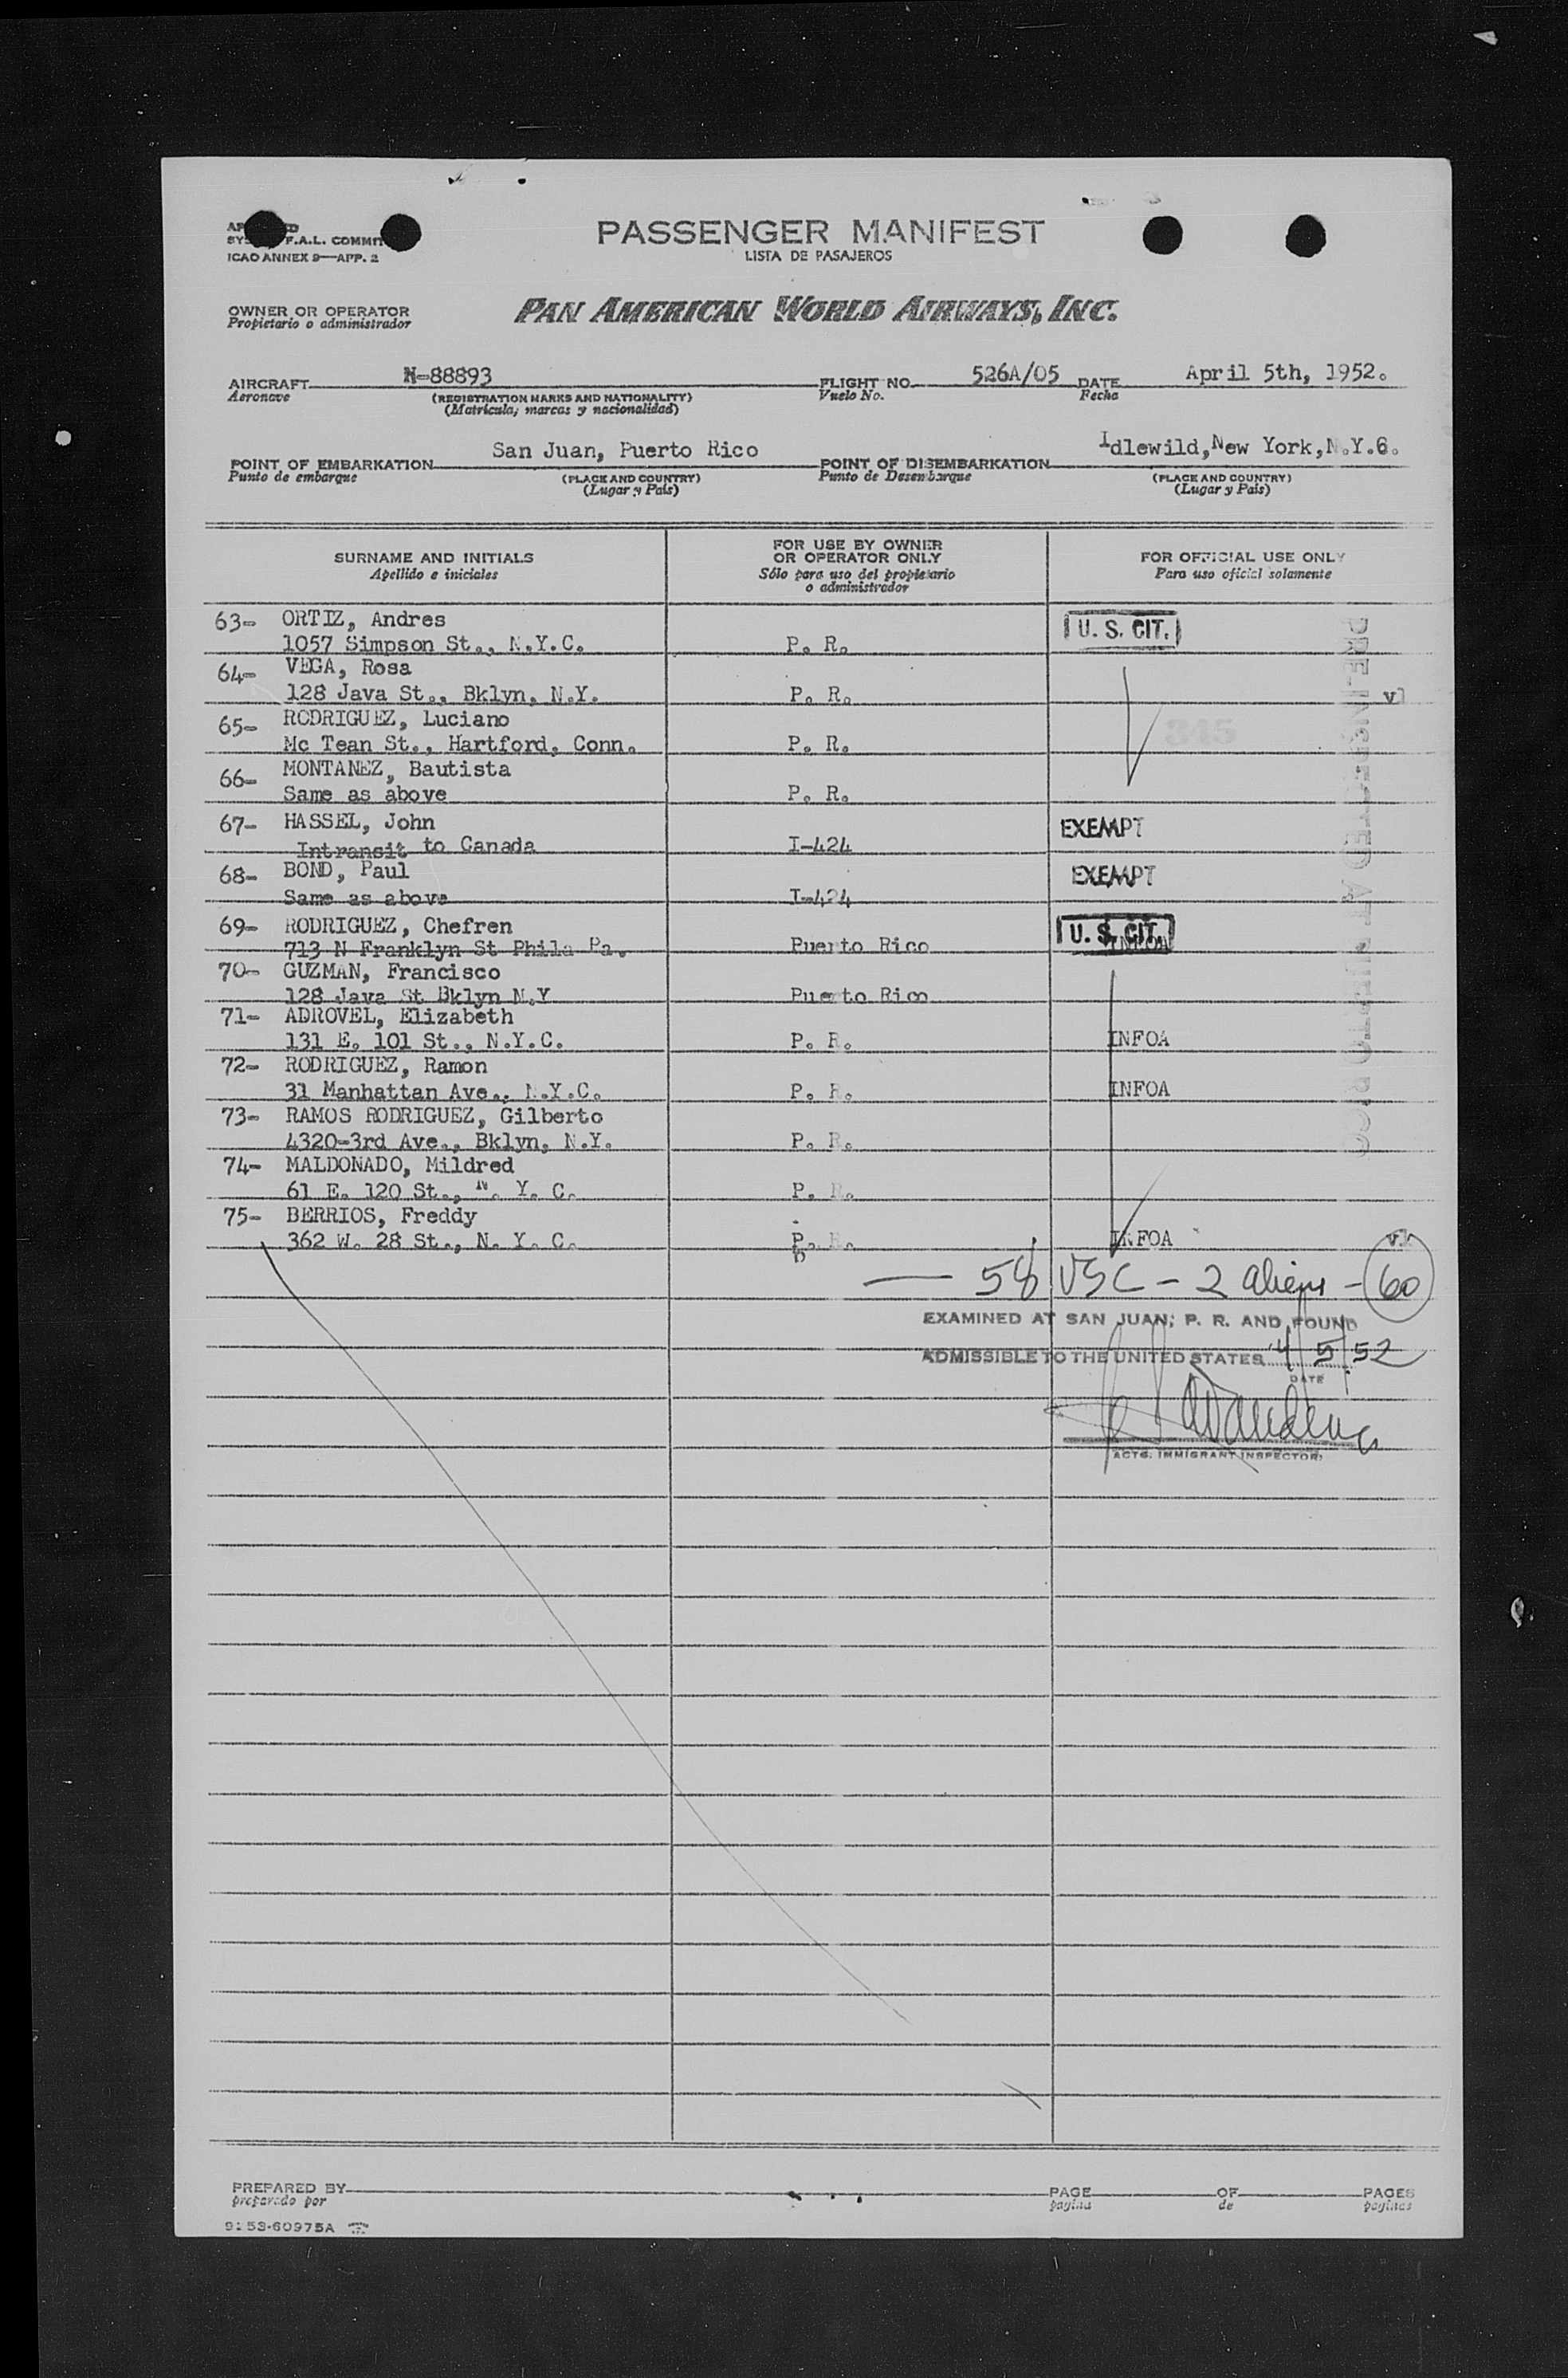 PASSENGER MANIFEST
F.A.L.
ICAO ANNEX 9—APP. 2
LISTA DE PASAJEROS
OWNER OR OPERATOR
Propietario o administrador
PAN AMERICAN WORLD AIRWAYS, INC.
AIRCRAFT N-88893 FLIGHT NO. 526A/05 DATE April 5th, 1952.
Aeronave (REGISTRATION MARKS AND NATIONALITY) Vuelo No. Fecha
(Matrícula, marcas y nacionalidad)
POINT OF EMBARKATION San Juan, Puerto Rico POINT OF DISEMBARKATION Idlewild, New York, N.Y.
Punto de embarque (PLACE AND COUNTRY) Punto de Desembarque (PLACE AND COUNTRY)
(Lugar y País) (Lugar y País)
SURNAME AND INITIALS FOR USE BY OWNER OR OPERATOR ONLY FOR OFFICIAL USE ONLY
Apellido e iniciales Sólo para uso del propietario o administrador Para uso oficial solamente
63- ORTIZ, Andres U. S. CIT.
1057 Simpson St., N.Y.C. P. R.
64- VEGA, Rosa
128 Java St., Bklyn, N.Y. P. R.
65- RODRIGUEZ, Luciano 345
Mc Tean St., Hartford, Conn. P. R.
66- MONTANEZ, Bautista
Same as above P. R.
67- HASSEL, John EXEMPT
Intransit to Canada I-424
68- BOND, Paul EXEMPT
Same as above I-424
69- RODRIGUEZ, Chefren U. S. CIT.
713 N Franklyn St Phila Pa. Puerto Rico INFOA
70- GUZMAN, Francisco
128 Java St Bklyn N.Y Puerto Rico
71- ADROVEL, Elizabeth
131 E. 101 St., N.Y.C. P. R. INFOA
72- RODRIGUEZ, Ramon
31 Manhattan Ave., N.Y.C. P. R. INFOA
73- RAMOS RODRIGUEZ, Gilberto
4320-3rd Ave., Bklyn, N.Y. P. R.
74- MALDONADO, Mildred
61 E. 120 St., N. Y. C. P. R.
75- BERRIOS, Freddy
362 W. 28 St., N. Y. C. P. R. INFOA
PRE-INSPECTED AT PUERTO RICO
— 58 USC - 2 aliens - 60
EXAMINED AT SAN JUAN, P. R. AND FOUND
ADMISSIBLE TO THE UNITED STATES 4/5/52
DATE
ACTG. IMMIGRANT INSPECTOR
PREPARED BY PAGE OF PAGES
preparado por pagina de paginas
9153-60975A